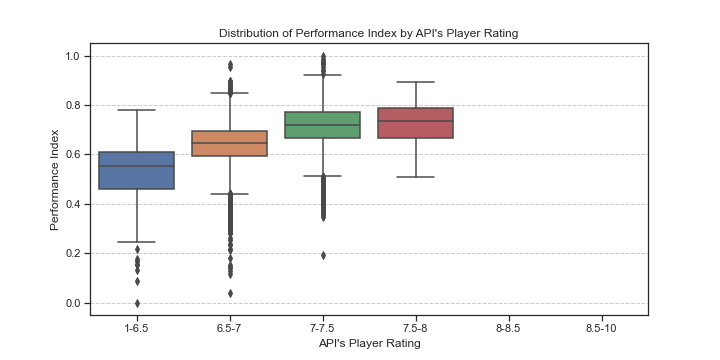 Distribution of Performance Index by API's Player Rating
Performance Index
1.0
0.8
0.6
0.4
0.2
0.0
1-6.5 6.5-7 7-7.5 7.5-8 8-8.5 8.5-10
API's Player Rating